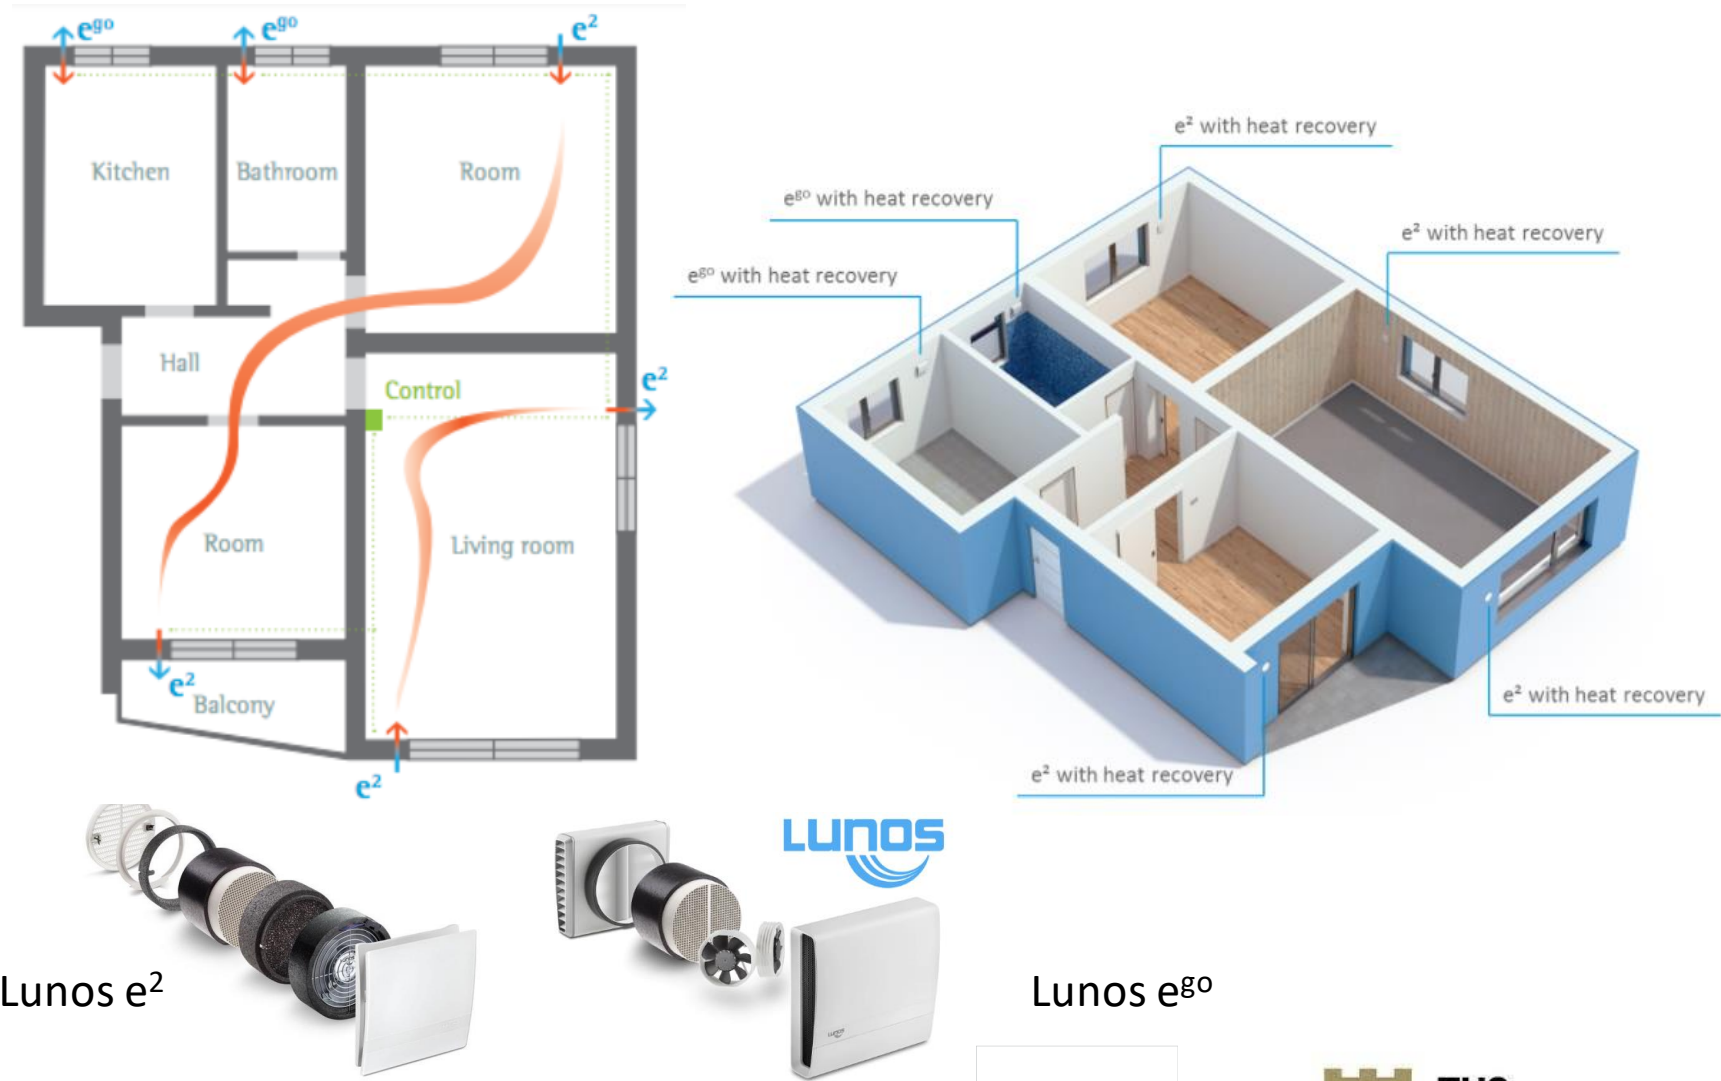 e^go
e^go
e²
Kitchen
Bathroom
Room
Hall
Control
e²
Room
Living room
e²
Balcony
e²
e² with heat recovery
e^go with heat recovery
e² with heat recovery
e^go with heat recovery
e² with heat recovery
e² with heat recovery
LUNOS
Lunos e²
LUNOS
Lunos e^go